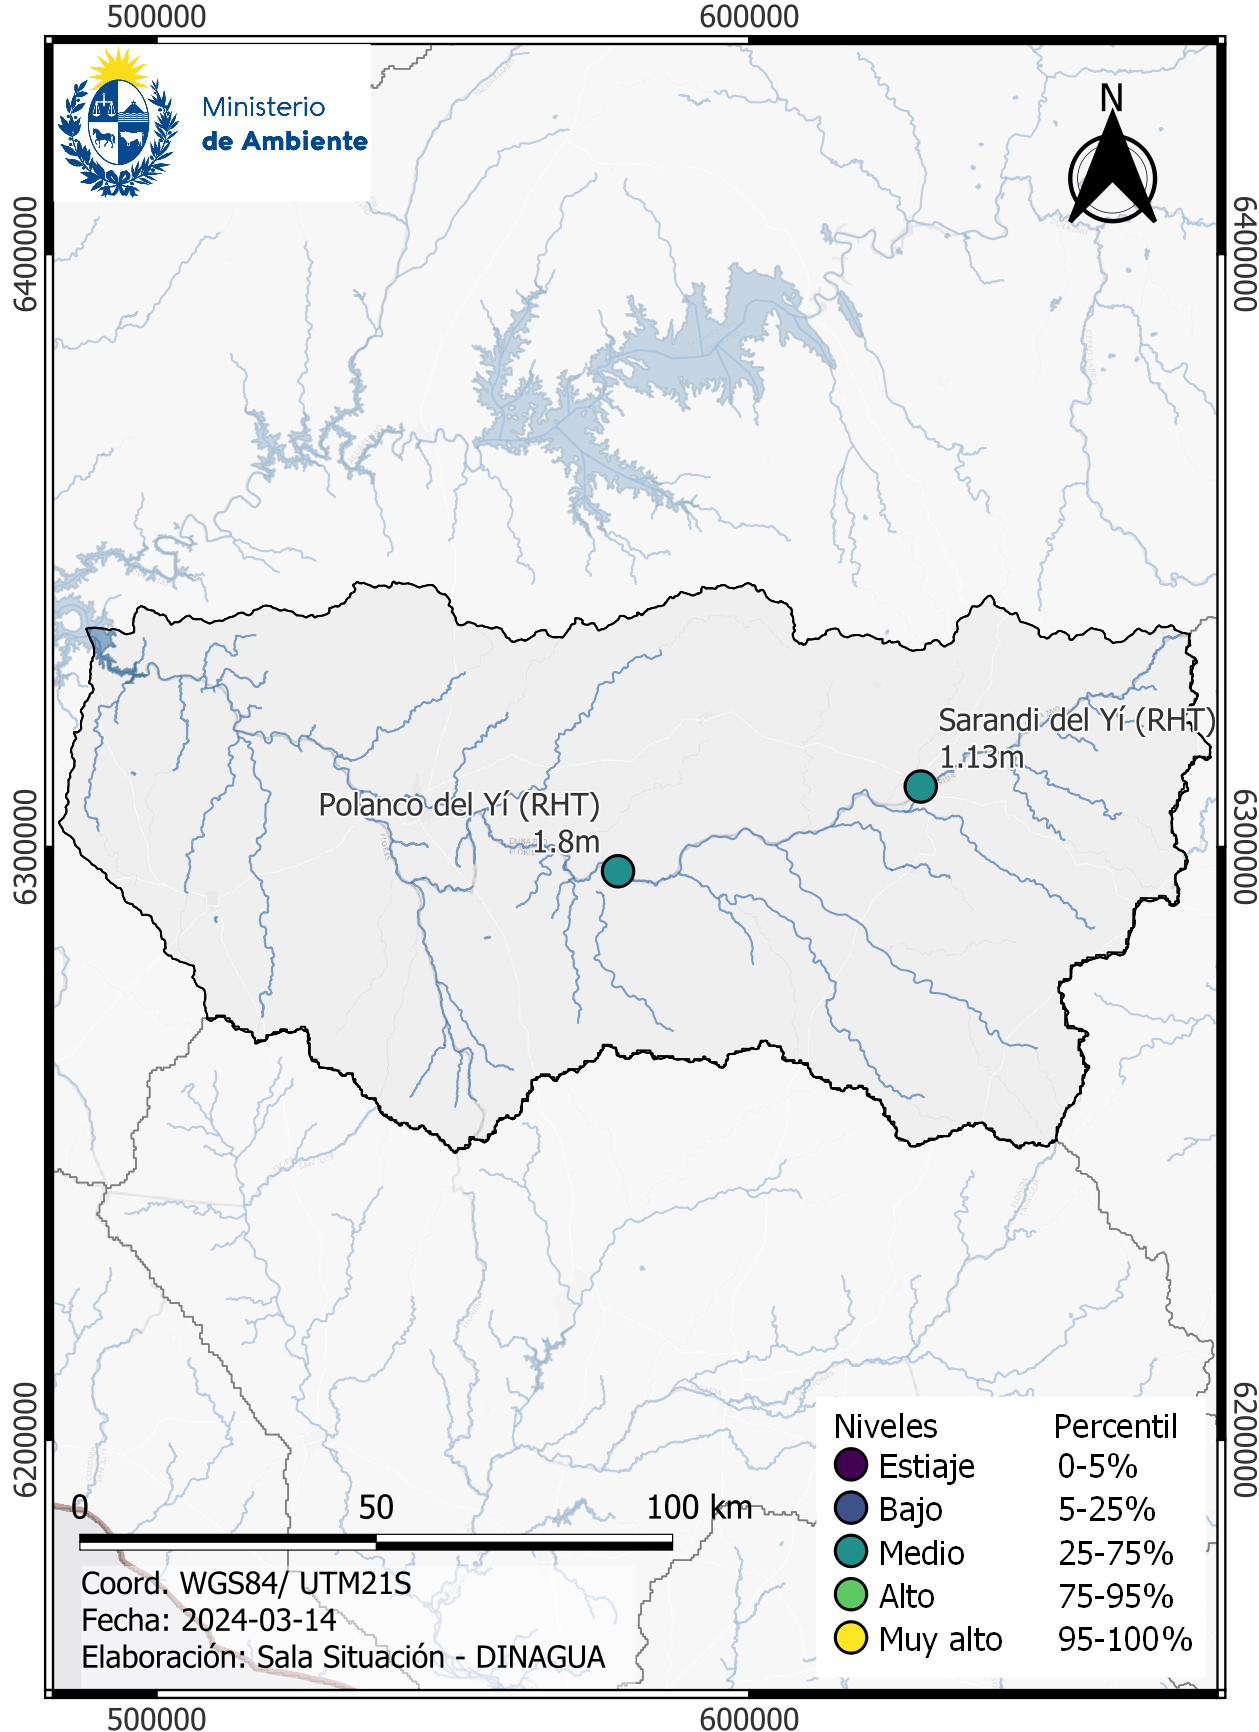 500000
600000
Ministerio
de Ambiente
N
6400000
6400000
Sarandi del Yí (RHT)
1.13m
Polanco del Yí (RHT)
1.8m
6300000
6300000
6200000
6200000
Niveles Percentil
Estiaje 0-5%
Bajo 5-25%
Medio 25-75%
Alto 75-95%
Muy alto 95-100%
0 50 100 km
Coord. WGS84/ UTM21S
Fecha: 2024-03-14
Elaboración: Sala Situación - DINAGUA
500000
600000